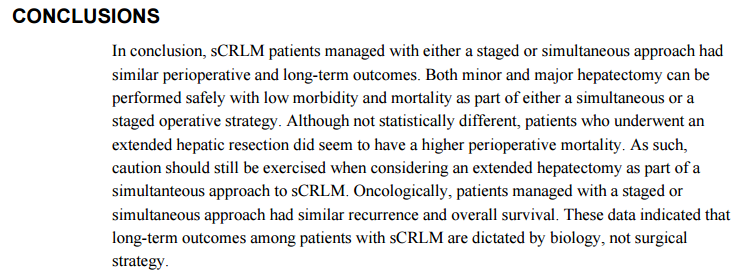 CONCLUSIONS
In conclusion, sCRLM patients managed with either a staged or simultaneous approach had
similar perioperative and long-term outcomes. Both minor and major hepatectomy can be
performed safely with low morbidity and mortality as part of either a simultaneous or a
staged operative strategy. Although not statistically different, patients who underwent an
extended hepatic resection did seem to have a higher perioperative mortality. As such,
caution should still be exercised when considering an extended hepatectomy as part of a
simultanteous approach to sCRLM. Oncologically, patients managed with a staged or
simultaneous approach had similar recurrence and overall survival. These data indicated that
long-term outcomes among patients with sCRLM are dictated by biology, not surgical
strategy.